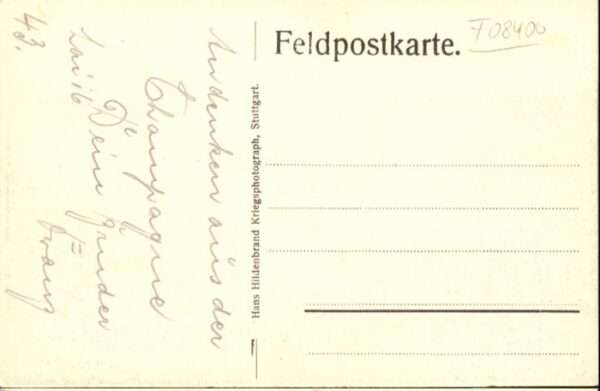 Feldpostkarte.
F08400
Hans Hildenbrand Kriegsphotograph, Stuttgart.
Andenken aus der
Champagne
Dein Bruder
Franz
43.